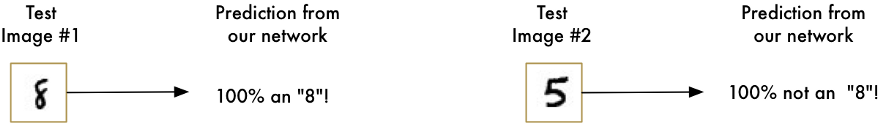 Test
Image #1
Prediction from
our network
8
100% an "8"!
Test
Image #2
Prediction from
our network
5
100% not an "8"!